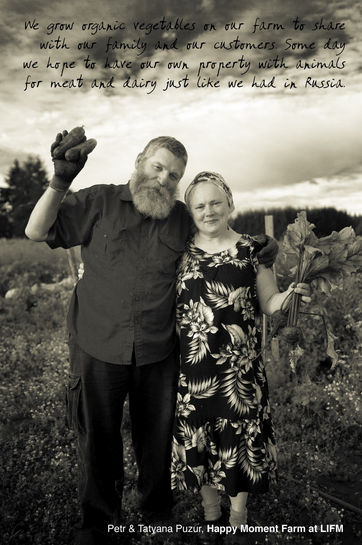 We grow organic vegetables on our farm to share
with our family and our customers. Some day
we hope to have our own property with animals
for meat and dairy just like we had in Russia.
Petr & Tatyana Puzur, Happy Moment Farm at LIFM